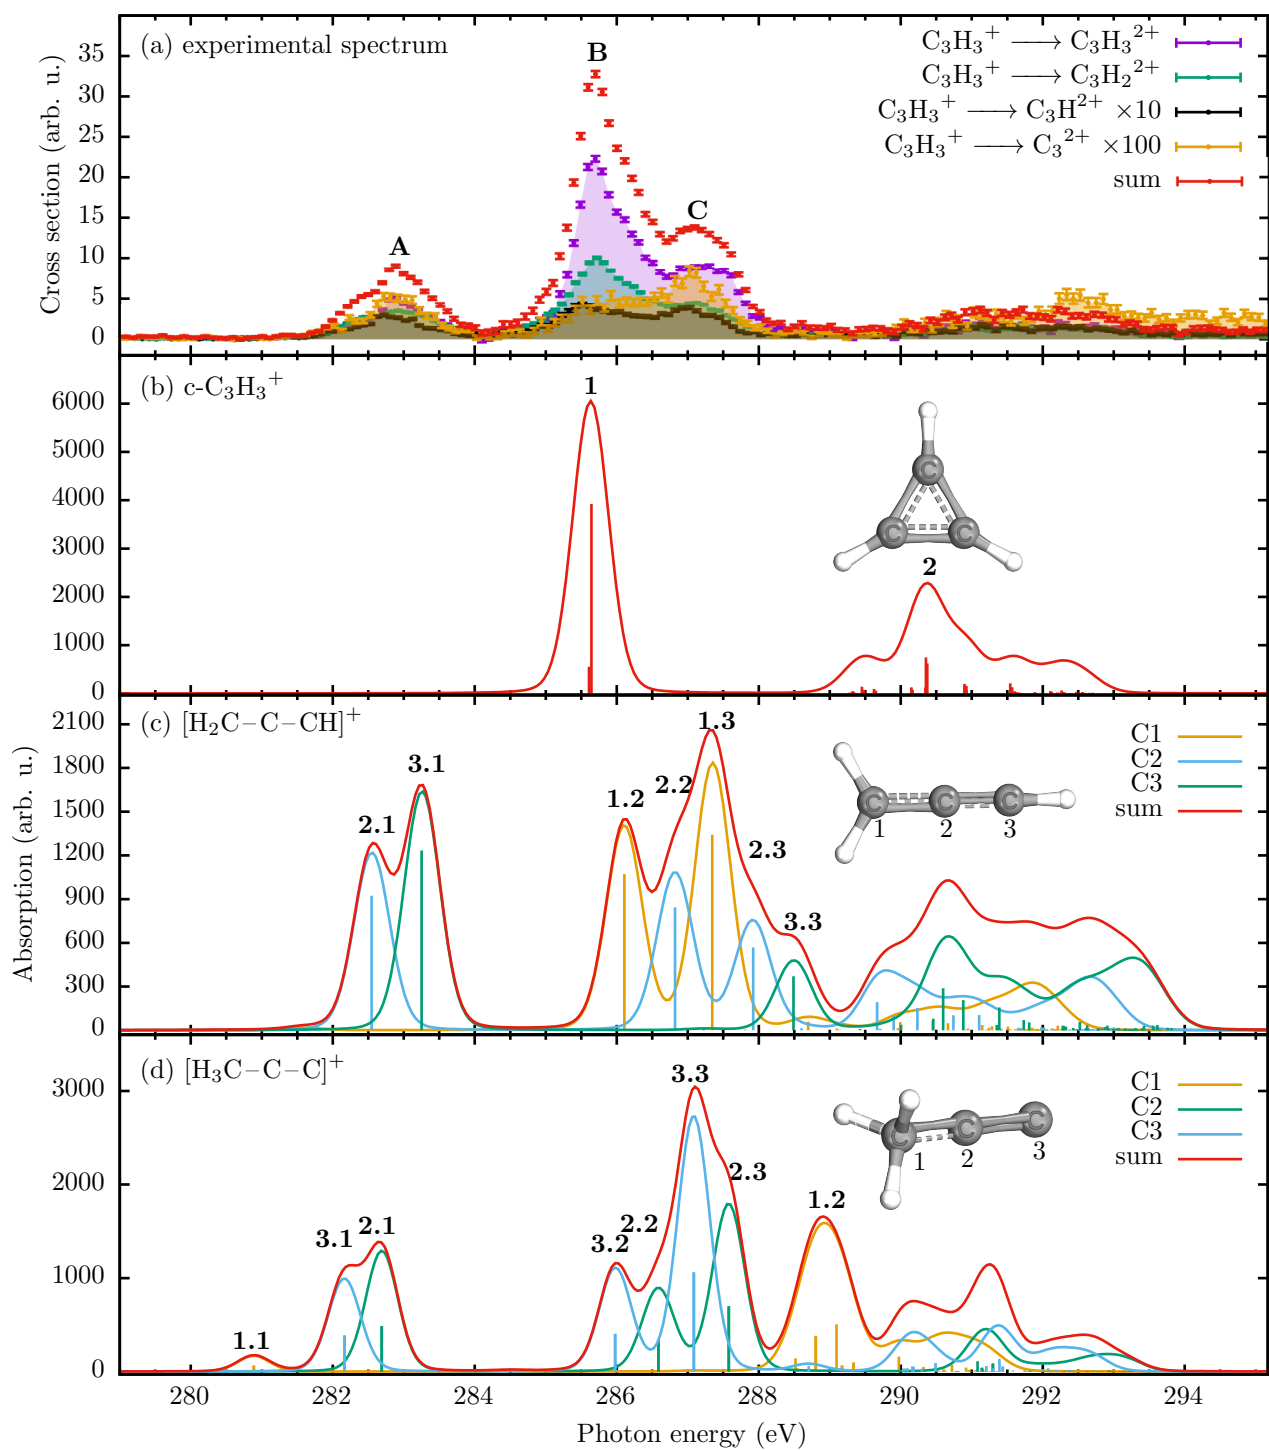 (a) experimental spectrum
C₃H₃⁺ ⟶ C₃H₃²⁺
C₃H₃⁺ ⟶ C₃H₂²⁺
C₃H₃⁺ ⟶ C₃H²⁺ ×10
C₃H₃⁺ ⟶ C₃²⁺ ×100
sum
A
B
C
35
30
25
20
15
10
5
0
Cross section (arb. u.)
(b) c-C₃H₃⁺
1
2
C
C
C
6000
5000
4000
3000
2000
1000
0
(c) [H₂C–C–CH]⁺
2.1
3.1
1.2
2.2
1.3
2.3
3.3
C1
C2
C3
sum
C
C
C
1
2
3
2100
1800
1500
1200
900
600
300
0
Absorption (arb. u.)
(d) [H₃C–C–C]⁺
1.1
3.1
2.1
3.2
2.2
3.3
2.3
1.2
C1
C2
C3
sum
C
C
C
1
2
3
3000
2000
1000
0
280
282
284
286
288
290
292
294
Photon energy (eV)